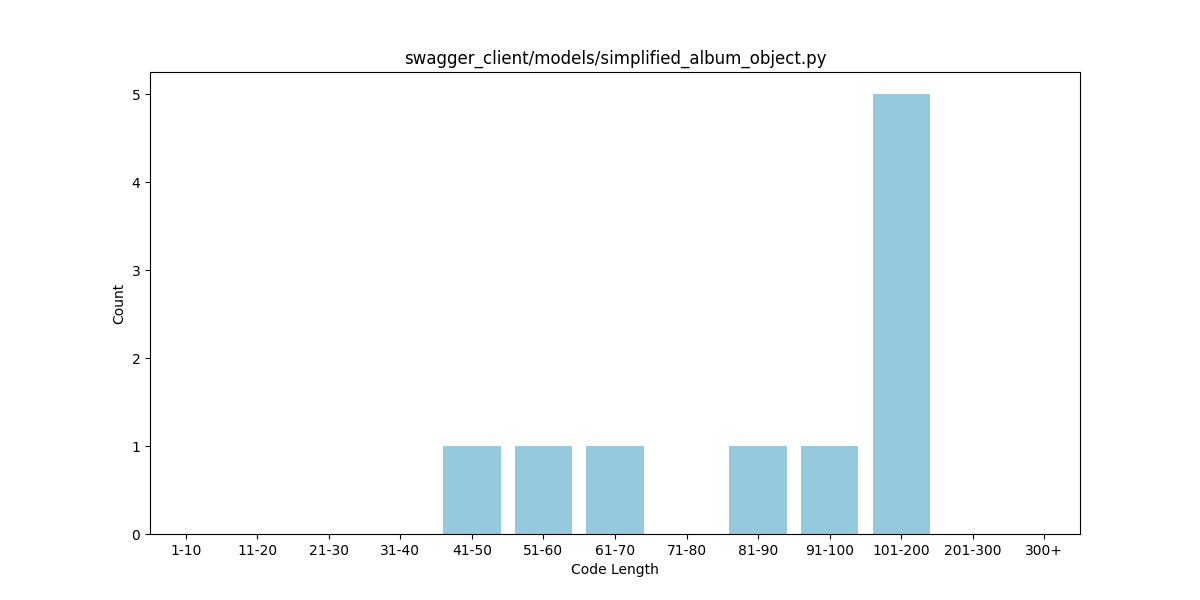 swagger_client/models/simplified_album_object.py
5
4
3
2
1
0
Count
1-10 11-20 21-30 31-40 41-50 51-60 61-70 71-80 81-90 91-100 101-200 201-300 300+
Code Length